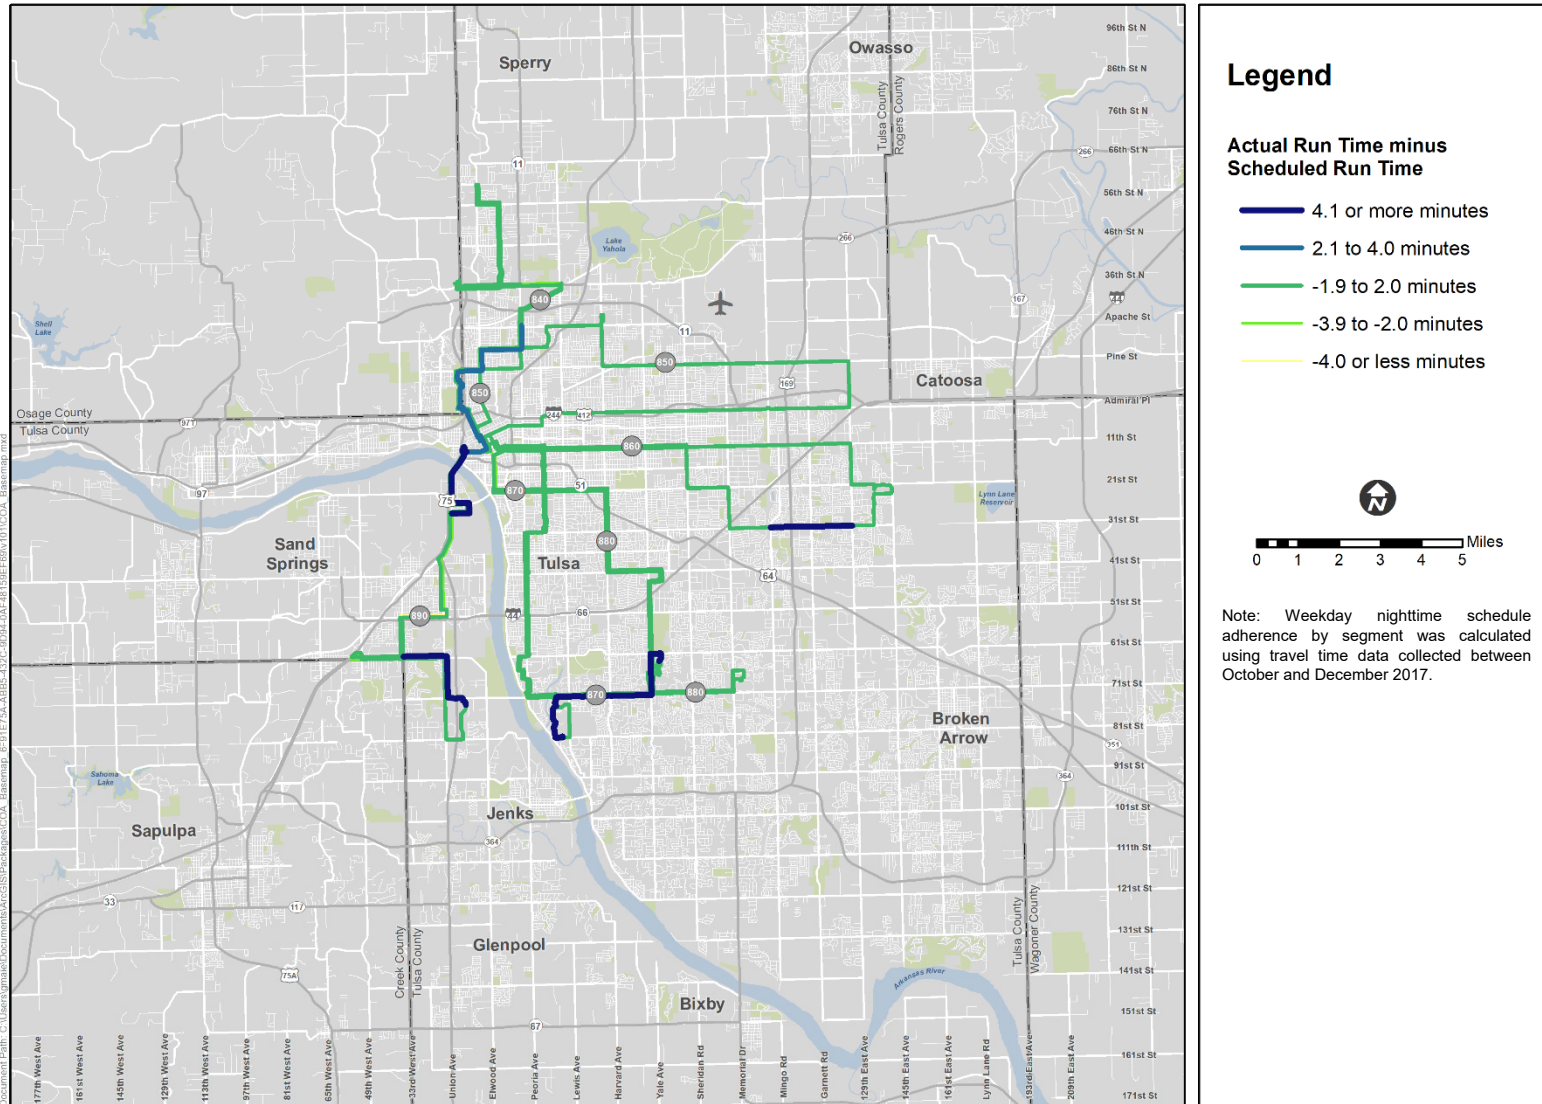 Legend
Actual Run Time minus
Scheduled Run Time
4.1 or more minutes
2.1 to 4.0 minutes
-1.9 to 2.0 minutes
-3.9 to -2.0 minutes
-4.0 or less minutes
N
0 1 2 3 4 5 Miles
Note: Weekday nighttime schedule
adherence by segment was calculated
using travel time data collected between
October and December 2017.
Sperry
Owasso
Tulsa County
Rogers County
Catoosa
Osage County
Tulsa County
Sand
Springs
Tulsa
Broken
Arrow
Sapulpa
Jenks
Glenpool
Bixby
Creek County
Tulsa County
Tulsa County
Wagoner County
Lake
Yahola
Shell
Lake
Lynn Lane
Reservoir
Sahoma
Lake
Arkansas River
96th St N
86th St N
76th St N
66th St N
56th St N
46th St N
36th St N
Apache St
Pine St
Admiral Pl
11th St
21st St
31st St
41st St
51st St
61st St
71st St
81st St
91st St
101st St
111th St
121st St
131st St
141st St
151st St
161st St
171st St
177th West Ave
161st West Ave
145th West Ave
129th West Ave
113th West Ave
97th West Ave
81st West Ave
65th West Ave
49th West Ave
33rd West Ave
Union Ave
Elwood Ave
Peoria Ave
Lewis Ave
Harvard Ave
Yale Ave
Sheridan Rd
Memorial Dr
Mingo Rd
Garnett Rd
129th East Ave
145th East Ave
161st East Ave
Lynn Lane Rd
193rd East Ave
209th East Ave
11
266
266
167
44
840
11
850
169
850
97T
244
412
860
97
75
870
51
880
64
890
44
66
870
880
351
364
364
33
117
75A
67